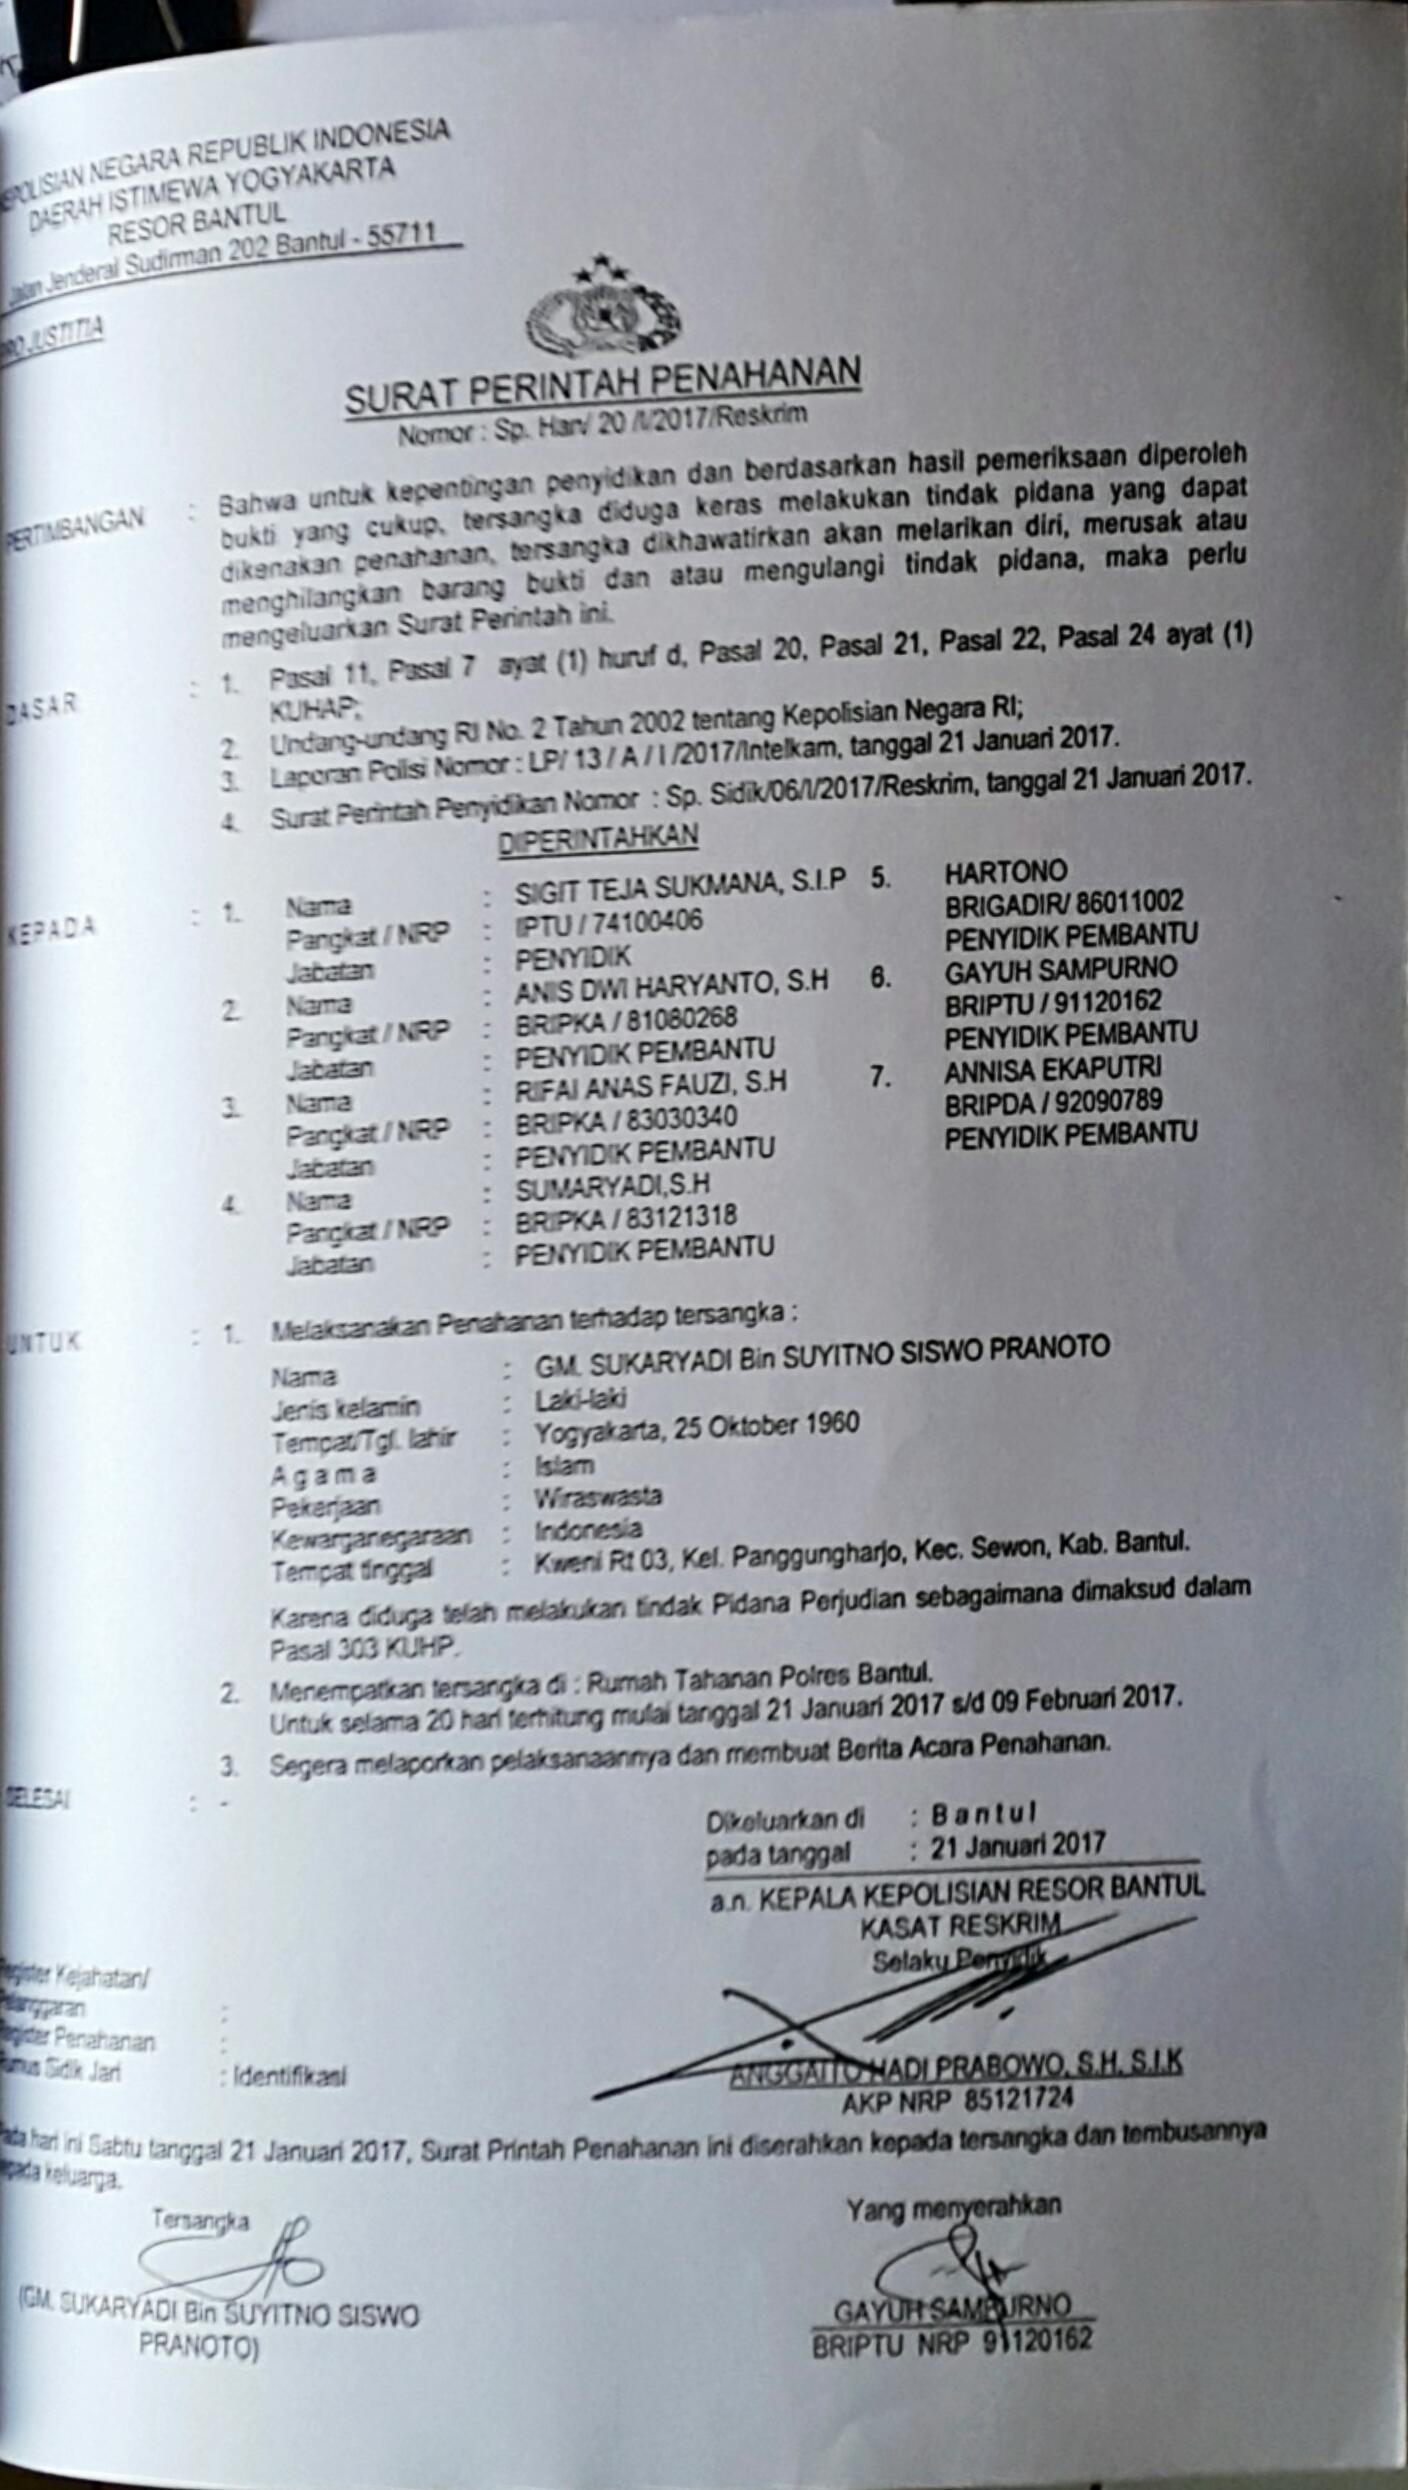 KEPOLISIAN NEGARA REPUBLIK INDONESIA
DAERAH ISTIMEWA YOGYAKARTA
RESOR BANTUL
Jalan Jenderal Sudirman 202 Bantul - 55711
PRO JUSTITIA
SURAT PERINTAH PENAHANAN
Nomor : Sp. Han/ 20 /I/2017/Reskrim
PERTIMBANGAN : Bahwa untuk kepentingan penyidikan dan berdasarkan hasil pemeriksaan diperoleh
bukti yang cukup, tersangka diduga keras melakukan tindak pidana yang dapat
dikenakan penahanan, tersangka dikhawatirkan akan melarikan diri, merusak atau
menghilangkan barang bukti dan atau mengulangi tindak pidana, maka perlu
mengeluarkan Surat Perintah ini.
DASAR : 1. Pasal 11, Pasal 7 ayat (1) huruf d, Pasal 20, Pasal 21, Pasal 22, Pasal 24 ayat (1)
KUHAP;
2. Undang-undang RI No. 2 Tahun 2002 tentang Kepolisian Negara RI;
3. Laporan Polisi Nomor : LP/ 13 / A / I /2017/Intelkam, tanggal 21 Januari 2017.
4. Surat Perintah Penyidikan Nomor : Sp. Sidik/06/I/2017/Reskrim, tanggal 21 Januari 2017.
DIPERINTAHKAN
KEPADA : 1. Nama : SIGIT TEJA SUKMANA, S.I.P 5. HARTONO
Pangkat / NRP : IPTU / 74100406 BRIGADIR/ 86011002
Jabatan : PENYIDIK PENYIDIK PEMBANTU
2. Nama : ANIS DWI HARYANTO, S.H 6. GAYUH SAMPURNO
Pangkat / NRP : BRIPKA / 81080268 BRIPTU / 91120162
Jabatan : PENYIDIK PEMBANTU PENYIDIK PEMBANTU
3. Nama : RIFAI ANAS FAUZI, S.H 7. ANNISA EKAPUTRI
Pangkat / NRP : BRIPKA / 83030340 BRIPDA / 92090789
Jabatan : PENYIDIK PEMBANTU PENYIDIK PEMBANTU
4. Nama : SUMARYADI,S.H
Pangkat / NRP : BRIPKA / 83121318
Jabatan : PENYIDIK PEMBANTU
UNTUK : 1. Melaksanakan Penahanan terhadap tersangka :
Nama : GM. SUKARYADI Bin SUYITNO SISWO PRANOTO
Jenis kelamin : Laki-laki
Tempat/Tgl. lahir : Yogyakarta, 25 Oktober 1960
A g a m a : Islam
Pekerjaan : Wiraswasta
Kewarganegaraan : Indonesia
Tempat tinggal : Kweni Rt 03, Kel. Panggungharjo, Kec. Sewon, Kab. Bantul.
Karena diduga telah melakukan tindak Pidana Perjudian sebagaimana dimaksud dalam
Pasal 303 KUHP.
2. Menempatkan tersangka di : Rumah Tahanan Polres Bantul.
Untuk selama 20 hari terhitung mulai tanggal 21 Januari 2017 s/d 09 Februari 2017.
3. Segera melaporkan pelaksanaannya dan membuat Berita Acara Penahanan.
SELESAI : -
Dikeluarkan di : B a n t u l
pada tanggal : 21 Januari 2017
a.n. KEPALA KEPOLISIAN RESOR BANTUL
KASAT RESKRIM
Selaku Penyidik
Register Kejahatan/
Pelanggaran :
Register Penahanan :
Rumus Sidik Jari : Identifikasi
ANGGAITO HADI PRABOWO, S.H, S.I.K
AKP NRP 85121724
Pada hari ini Sabtu tanggal 21 Januari 2017, Surat Printah Penahanan ini diserahkan kepada tersangka dan tembusannya
kepada keluarga.
Tersangka
Yang menyerahkan
(GM. SUKARYADI Bin SUYITNO SISWO
PRANOTO)
GAYUH SAMPURNO
BRIPTU NRP 91120162